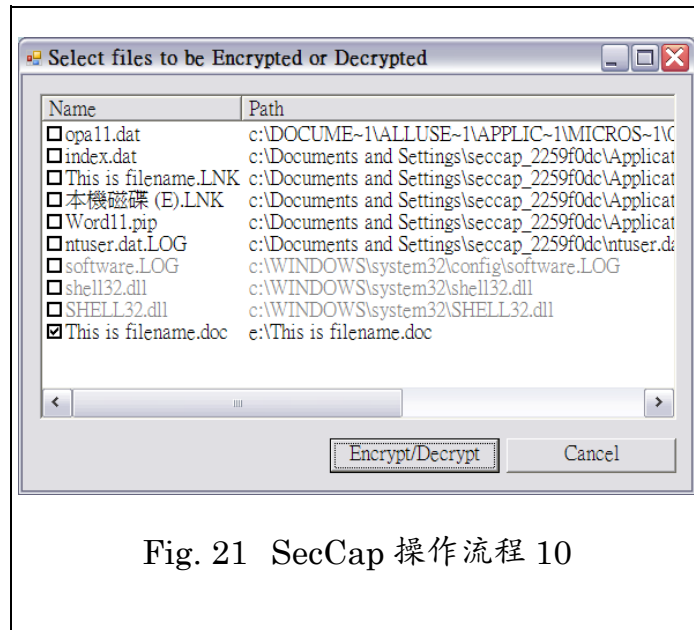 Select files to be Encrypted or Decrypted
Name Path
opa11.dat c:\DOCUME~1\ALLUSE~1\APPLIC~1\MICROS~1\O
index.dat c:\Documents and Settings\seccap_2259f0dc\Applicat
This is filename.LNK c:\Documents and Settings\seccap_2259f0dc\Applicat
本機磁碟 (E).LNK c:\Documents and Settings\seccap_2259f0dc\Applicat
Word11.pip c:\Documents and Settings\seccap_2259f0dc\Applicat
ntuser.dat.LOG c:\Documents and Settings\seccap_2259f0dc\ntuser.da
software.LOG c:\WINDOWS\system32\config\software.LOG
shell32.dll c:\WINDOWS\system32\shell32.dll
SHELL32.dll c:\WINDOWS\system32\SHELL32.dll
This is filename.doc e:\This is filename.doc
Encrypt/Decrypt Cancel
Fig. 21 SecCap 操作流程 10